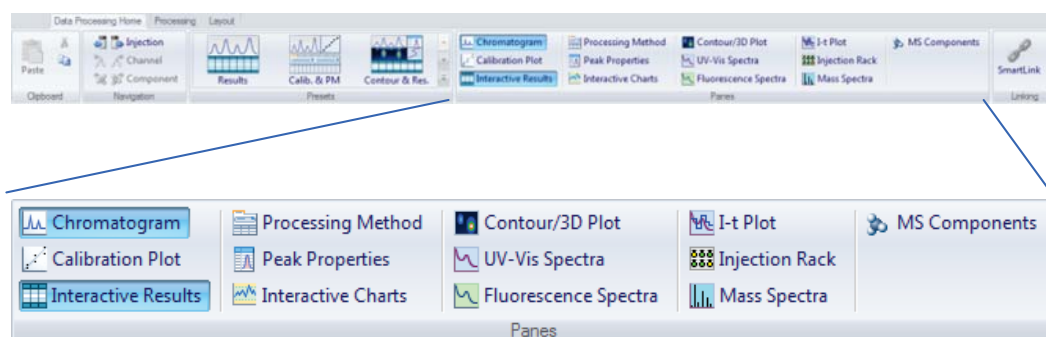 Data Processing Home Processing Layout
Paste
Clipboard
Injection
Channel
Component
Navigation
Results
Calib. & PM
Contour & Res.
Presets
Chromatogram Processing Method Contour/3D Plot I-t Plot MS Components
Calibration Plot Peak Properties UV-Vis Spectra Injection Rack
Interactive Results Interactive Charts Fluorescence Spectra Mass Spectra
Panes
SmartLink
Linking
Chromatogram Processing Method Contour/3D Plot I-t Plot MS Components
Calibration Plot Peak Properties UV-Vis Spectra Injection Rack
Interactive Results Interactive Charts Fluorescence Spectra Mass Spectra
Panes